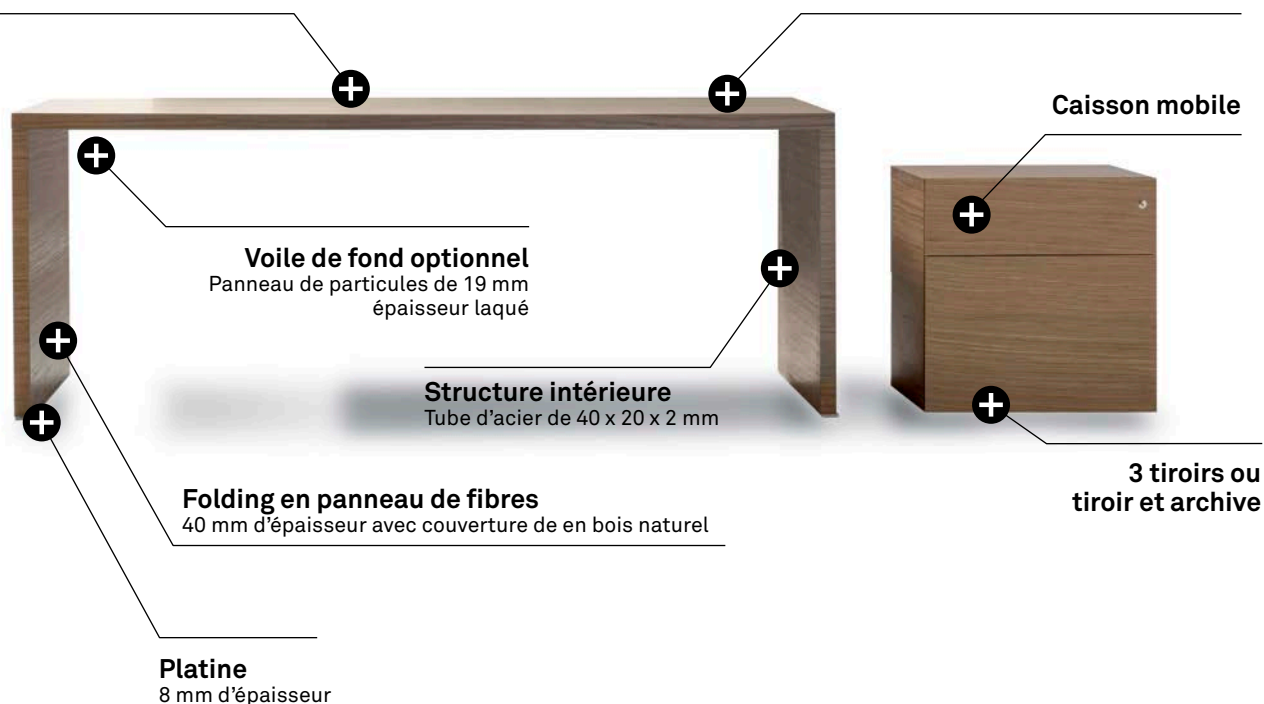 Caisson mobile
Voile de fond optionnel
Panneau de particules de 19 mm
épaisseur laqué
Structure intérieure
Tube d'acier de 40 x 20 x 2 mm
3 tiroirs ou
tiroir et archive
Folding en panneau de fibres
40 mm d'épaisseur avec couverture de en bois naturel
Platine
8 mm d'épaisseur